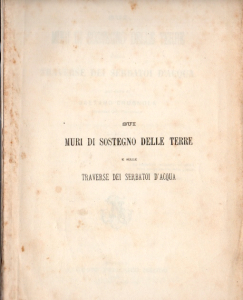 SUI
MURI DI SOSTEGNO DELLE TERRE
E SULLE
TRAVERSE DEI SERBATOI D'ACQUA